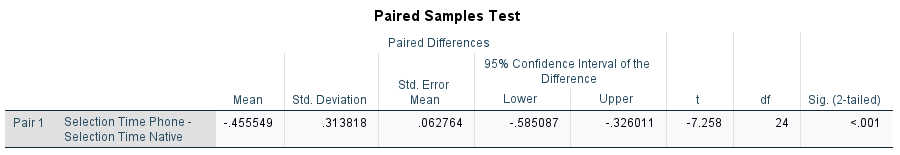 Paired Samples Test
Paired Differences
95% Confidence Interval of the
Difference
Std. Error
Mean
Mean Std. Deviation Lower Upper t df Sig. (2-tailed)
Pair 1 Selection Time Phone - -.455549 .313818 .062764 -.585087 -.326011 -7.258 24 <.001
Selection Time Native